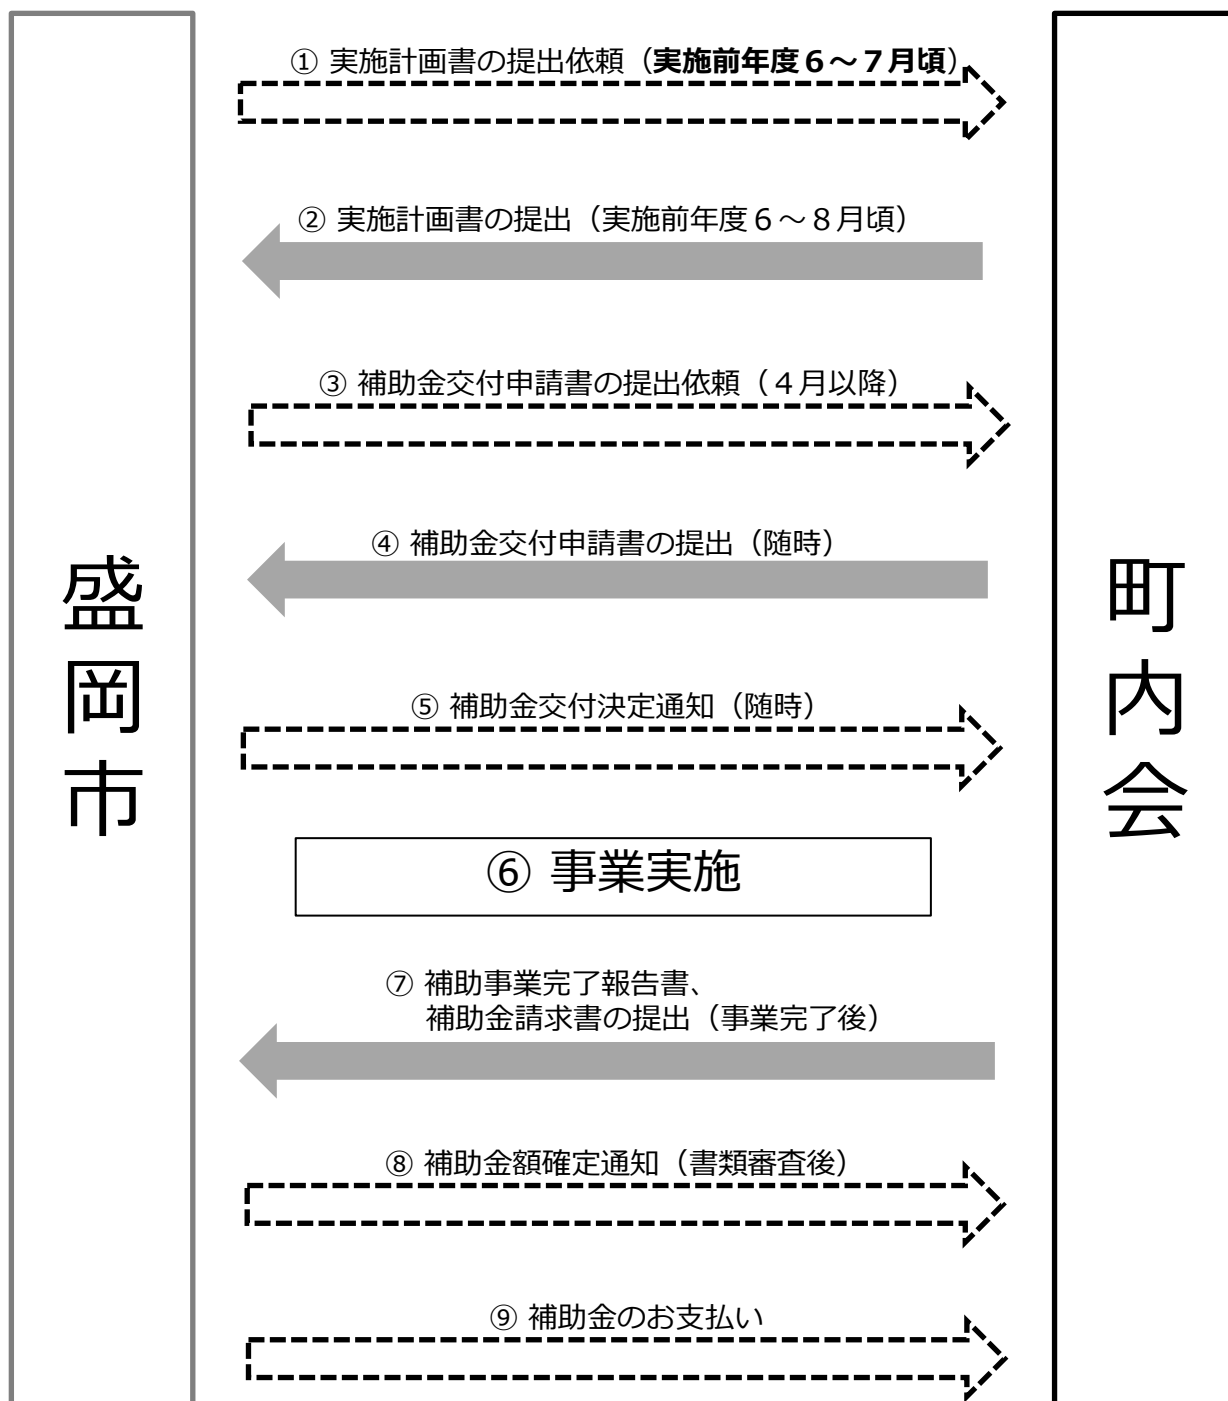 ① 実施計画書の提出依頼（実施前年度６～７月頃）
② 実施計画書の提出（実施前年度６～８月頃）
③ 補助金交付申請書の提出依頼（４月以降）
④ 補助金交付申請書の提出（随時）
盛岡市
町内会
⑤ 補助金交付決定通知（随時）
⑥ 事業実施
⑦ 補助事業完了報告書、
補助金請求書の提出（事業完了後）
⑧ 補助金額確定通知（書類審査後）
⑨ 補助金のお支払い